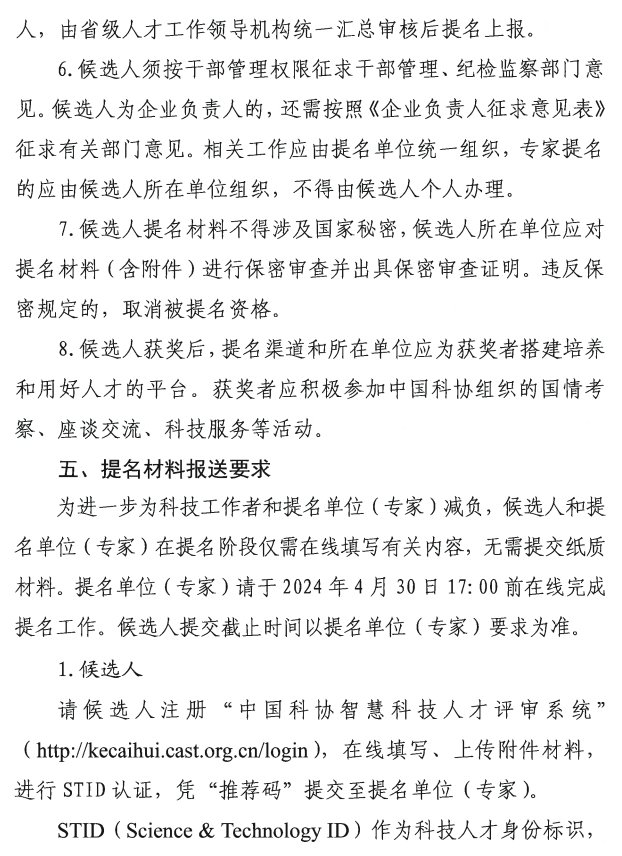 人，由省级人才工作领导机构统一汇总审核后提名上报。
6.候选人须按干部管理权限征求干部管理、纪检监察部门意
见。候选人为企业负责人的，还需按照《企业负责人征求意见表》
征求有关部门意见。相关工作应由提名单位统一组织，专家提名
的应由候选人所在单位组织，不得由候选人个人办理。
7.候选人提名材料不得涉及国家秘密，候选人所在单位应对
提名材料（含附件）进行保密审查并出具保密审查证明。违反保
密规定的，取消被提名资格。
8.候选人获奖后，提名渠道和所在单位应为获奖者搭建培养
和用好人才的平台。获奖者应积极参加中国科协组织的国情考
察、座谈交流、科技服务等活动。
五、提名材料报送要求
为进一步为科技工作者和提名单位（专家）减负，候选人和提
名单位（专家）在提名阶段仅需在线填写有关内容，无需提交纸质
材料。提名单位（专家）请于2024年4月30日17:00前在线完成
提名工作。候选人提交截止时间以提名单位（专家）要求为准。
1.候选人
请候选人注册“中国科协智慧科技人才评审系统”
（http://kecaihui.cast.org.cn/login），在线填写、上传附件材料，
进行STID认证，凭“推荐码”提交至提名单位（专家）。
STID（Science & Technology ID）作为科技人才身份标识，